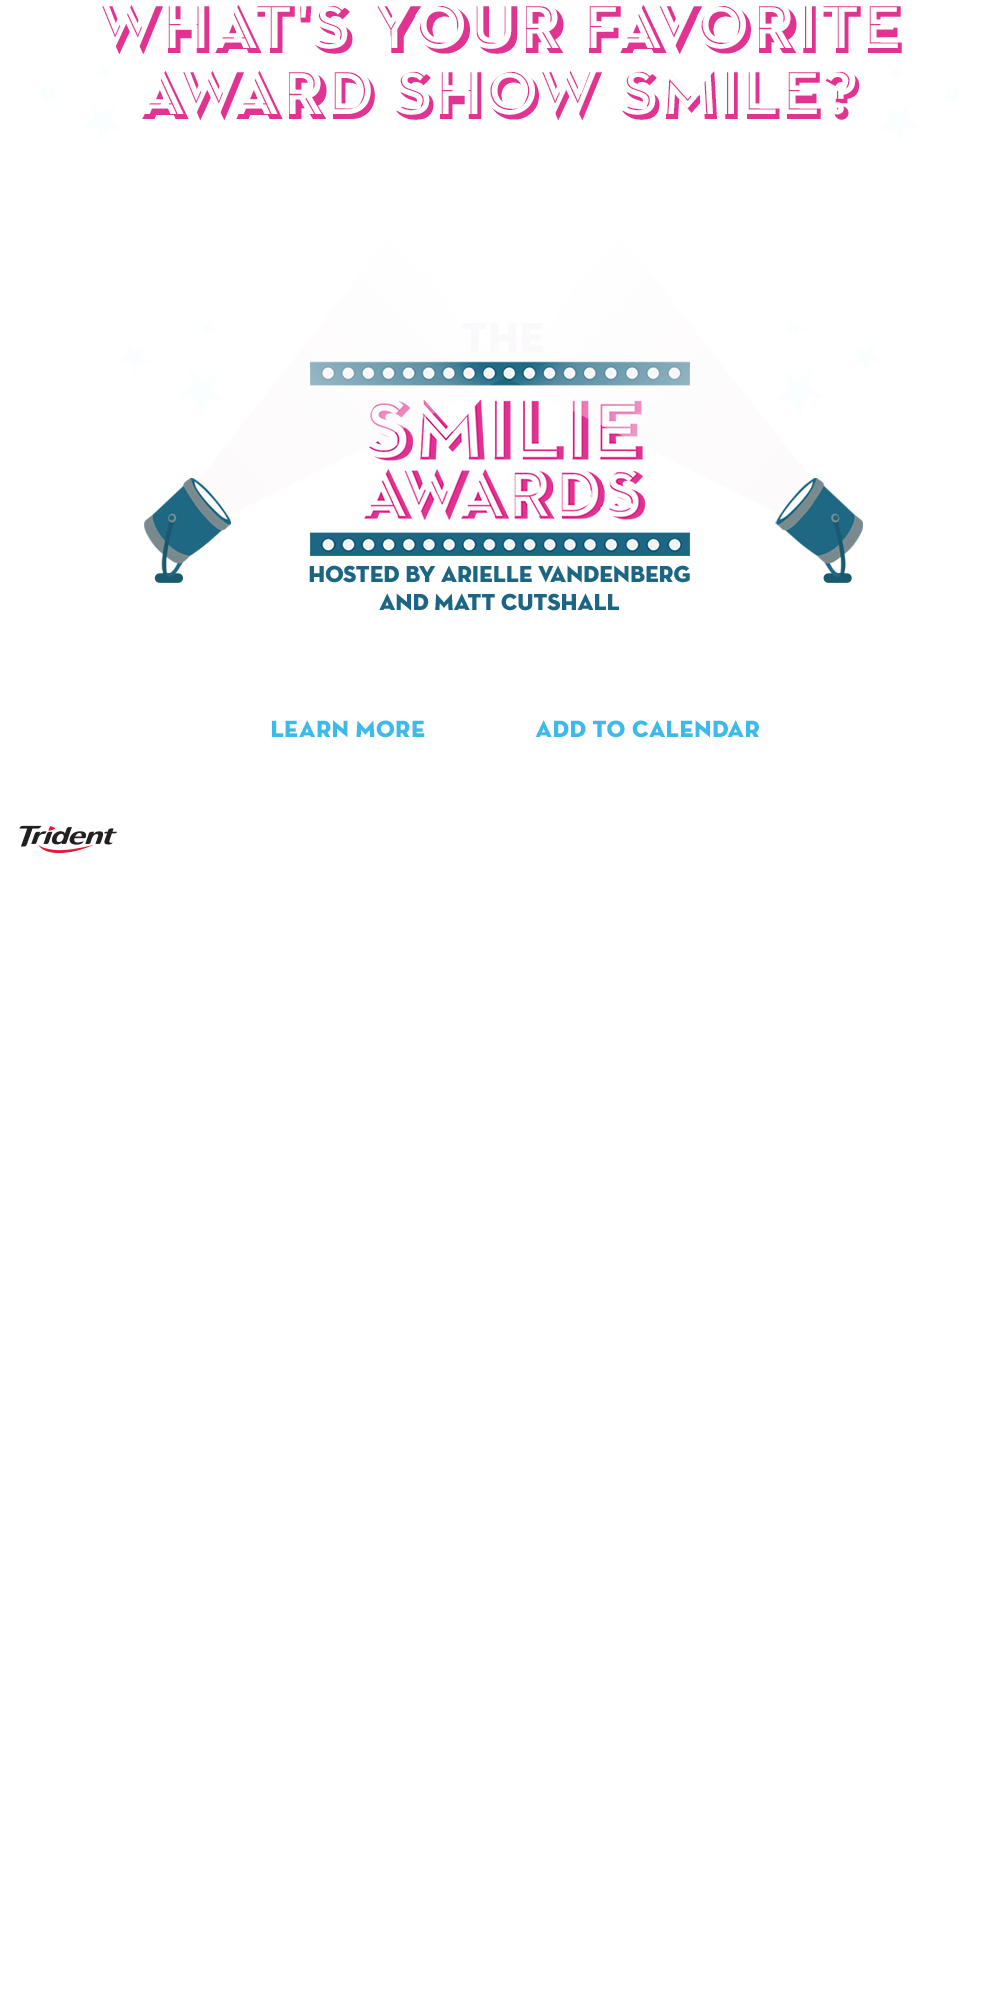 WHAT'S YOUR FAVORITE
AWARD SHOW SMILE?
THE
SMILIE
AWARDS
HOSTED BY ARIELLE VANDENBERG
AND MATT CUTSHALL
LEARN MORE
ADD TO CALENDAR
Trident